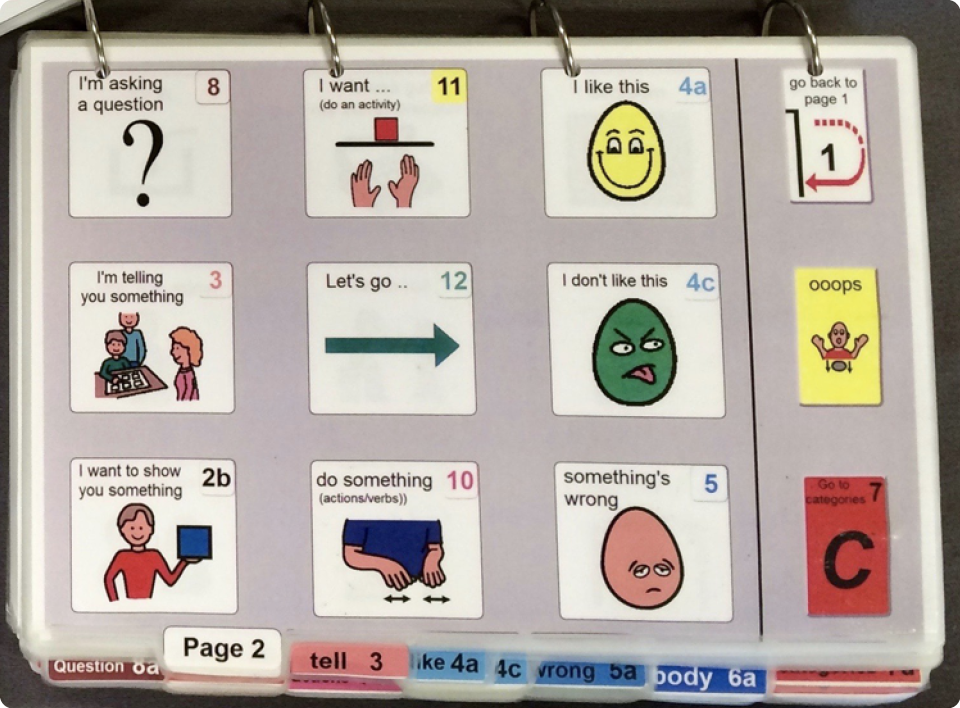 I'm asking 8
a question
I want ... 11
(do an activity)
I like this 4a
go back to
page 1
1
I'm telling 3
you something
Let's go .. 12
I don't like this 4c
ooops
I want to show 2b
you something
do something 10
(actions/verbs))
something's 5
wrong
Go to 7
categories
C
Question 8a
Page 2
tell 3
ike 4a
4c
wrong 5a
body 6a